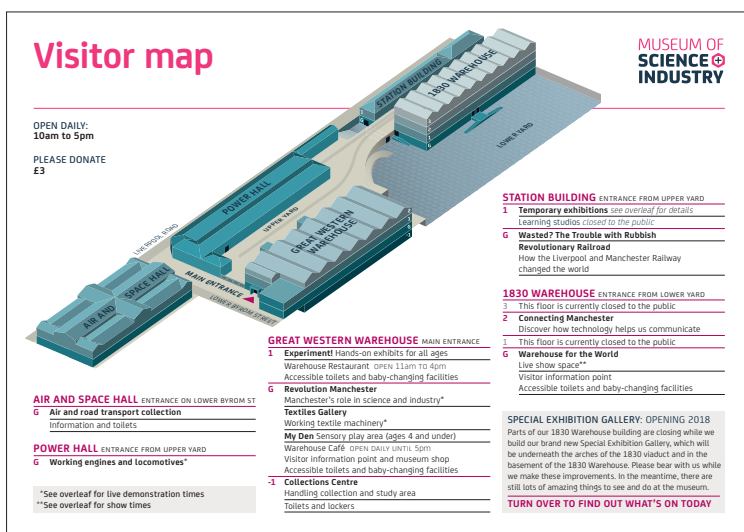 Visitor map
MUSEUM OF
SCIENCE
INDUSTRY
OPEN DAILY:
10am to 5pm
PLEASE DONATE
£3
STATION BUILDING
1830 WAREHOUSE
LOWER YARD
POWER HALL
UPPER YARD
GREAT WESTERN
WAREHOUSE
LIVERPOOL ROAD
MAIN ENTRANCE
LOWER BYROM STREET
AIR AND
SPACE HALL
AIR AND SPACE HALL ENTRANCE ON LOWER BYROM ST
G Air and road transport collection
Information and toilets
POWER HALL ENTRANCE FROM UPPER YARD
G Working engines and locomotives*
*See overleaf for live demonstration times
**See overleaf for show times
GREAT WESTERN WAREHOUSE MAIN ENTRANCE
1 Experiment! Hands-on exhibits for all ages
Warehouse Restaurant OPEN 11am TO 4pm
Accessible toilets and baby-changing facilities
G Revolution Manchester
Manchester's role in science and industry*
Textiles Gallery
Working textile machinery*
My Den Sensory play area (ages 4 and under)
Warehouse Café OPEN DAILY UNTIL 5pm
Visitor information point and museum shop
Accessible toilets and baby-changing facilities
-1 Collections Centre
Handling collection and study area
Toilets and lockers
STATION BUILDING ENTRANCE FROM UPPER YARD
1 Temporary exhibitions see overleaf for details
Learning studios closed to the public
G Wasted? The Trouble with Rubbish
Revolutionary Railroad
How the Liverpool and Manchester Railway
changed the world
1830 WAREHOUSE ENTRANCE FROM LOWER YARD
3 This floor is currently closed to the public
2 Connecting Manchester
Discover how technology helps us communicate
1 This floor is currently closed to the public
G Warehouse for the World
Live show space**
Visitor information point
Accessible toilets and baby-changing facilities
SPECIAL EXHIBITION GALLERY: OPENING 2018
Parts of our 1830 Warehouse building are closing while we
build our brand new Special Exhibition Gallery, which will
be underneath the arches of the 1830 viaduct and in the
basement of the 1830 Warehouse. Please bear with us while
we make these improvements. In the meantime, there are
still lots of amazing things to see and do at the museum.
TURN OVER TO FIND OUT WHAT'S ON TODAY